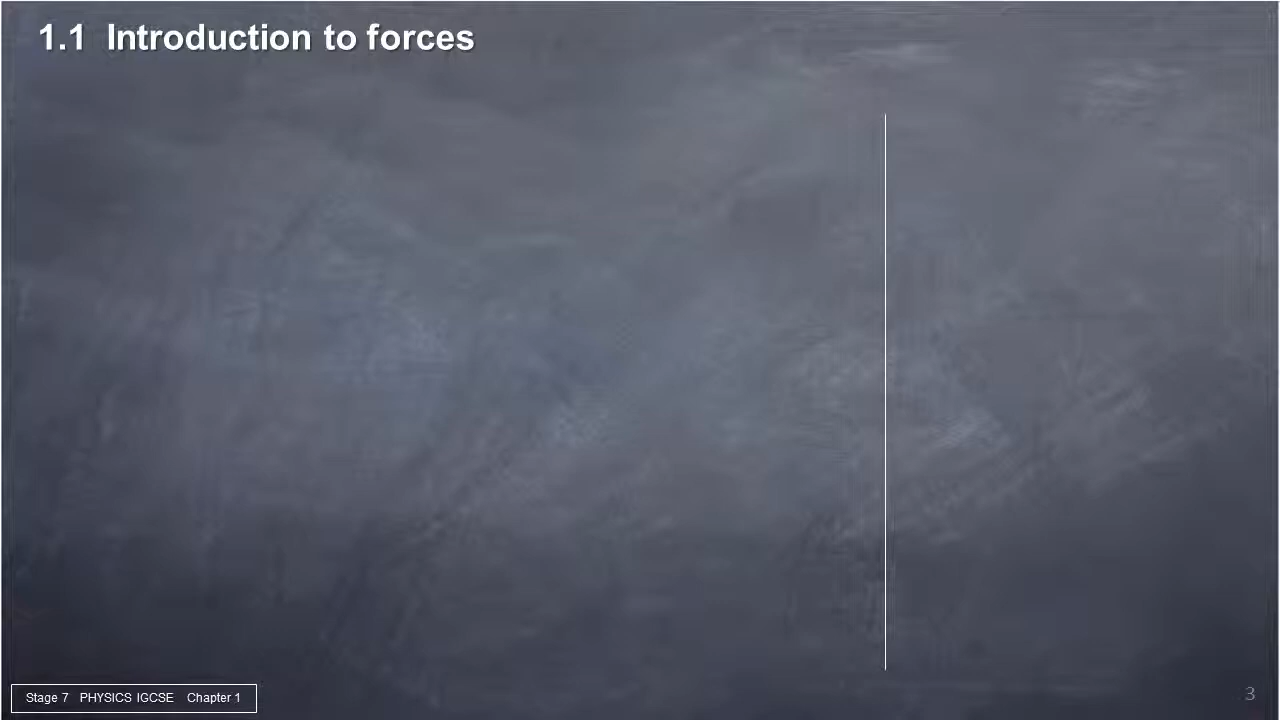 1.1 Introduction to forces
Stage 7 PHYSICS IGCSE Chapter 1
3